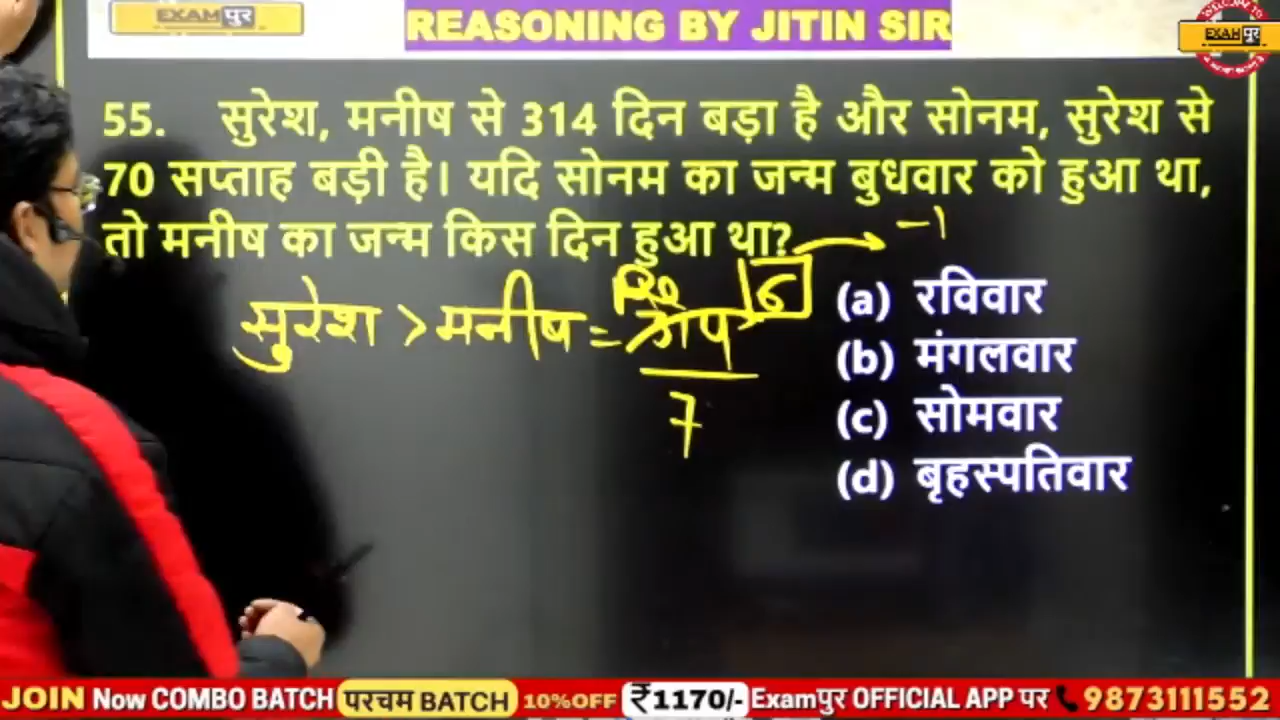 EXAMपुर
REASONING BY JITIN SIR
WELCOME TO
EXAMपुर
55. सुरेश, मनीष से 314 दिन बड़ा है और सोनम, सुरेश से
70 सप्ताह बड़ी है। यदि सोनम का जन्म बुधवार को हुआ था,
तो मनीष का जन्म किस दिन हुआ था?
-1
सुरेश > मनीष =
6
7
(a) रविवार
(b) मंगलवार
(c) सोमवार
(d) बृहस्पतिवार
JOIN Now COMBO BATCH परचम BATCH 10%OFF ₹1170/- Examपुर OFFICIAL APP पर 9873111552